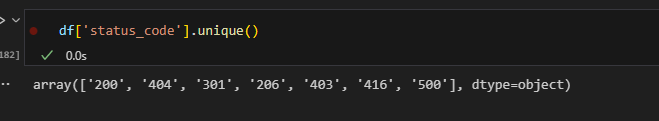 df['status_code'].unique()
182]
0.0s
array(['200', '404', '301', '206', '403', '416', '500'], dtype=object)